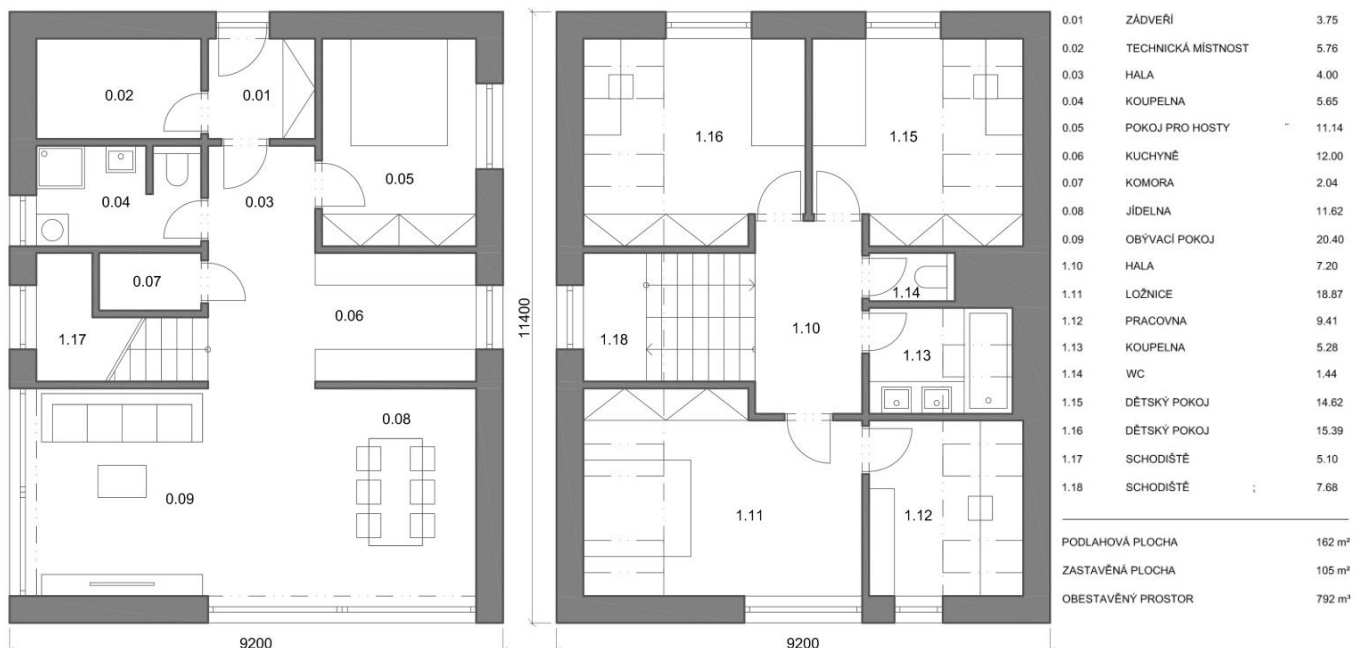 0.02
0.01
0.04
0.03
0.05
0.07
0.06
1.17
0.08
0.09
9200
11400
1.16
1.15
1.14
1.18
1.10
1.13
1.11
1.12
9200
0.01 ZÁDVEŘÍ 3.75
0.02 TECHNICKÁ MÍSTNOST 5.76
0.03 HALA 4.00
0.04 KOUPELNA 5.65
0.05 POKOJ PRO HOSTY 11.14
0.06 KUCHYNĚ 12.00
0.07 KOMORA 2.04
0.08 JÍDELNA 11.62
0.09 OBÝVACÍ POKOJ 20.40
1.10 HALA 7.20
1.11 LOŽNICE 18.87
1.12 PRACOVNA 9.41
1.13 KOUPELNA 5.28
1.14 WC 1.44
1.15 DĚTSKÝ POKOJ 14.62
1.16 DĚTSKÝ POKOJ 15.39
1.17 SCHODIŠTĚ 5.10
1.18 SCHODIŠTĚ ; 7.68
PODLAHOVÁ PLOCHA 162 m²
ZASTAVĚNÁ PLOCHA 105 m²
OBESTAVĚNÝ PROSTOR 792 m³